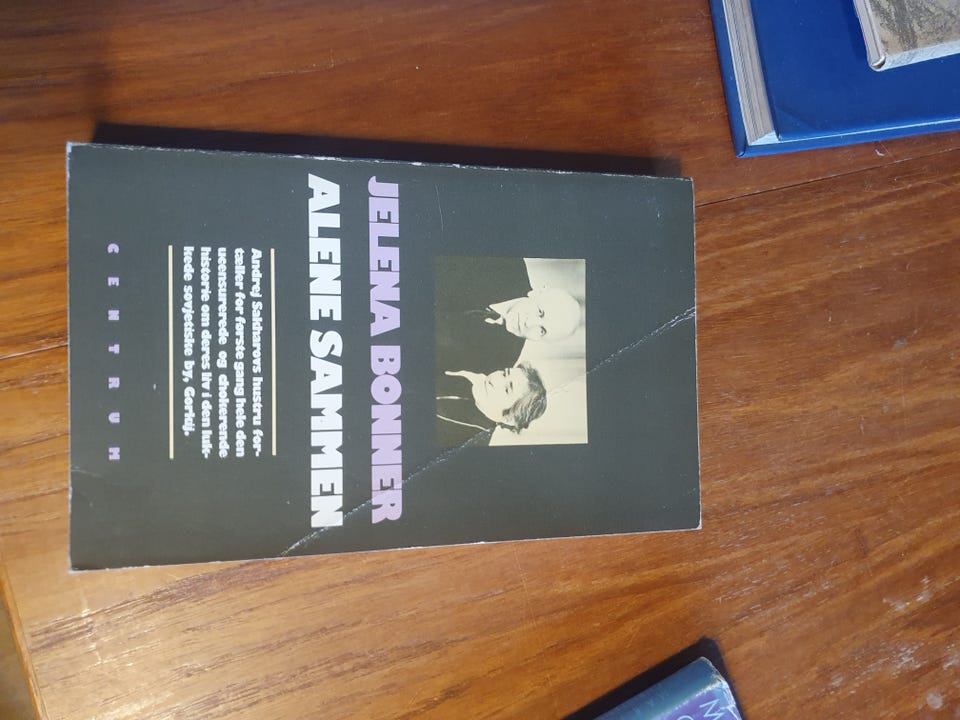 JELENA BONNER
ALENE SAMMEN
Andrej Sakharovs hustru for-
tæller for første gang hele den
ucensurerede og chokerende
historie om deres liv i den luk-
kede sovjetiske by, Gorkij.
CENTRUM
M